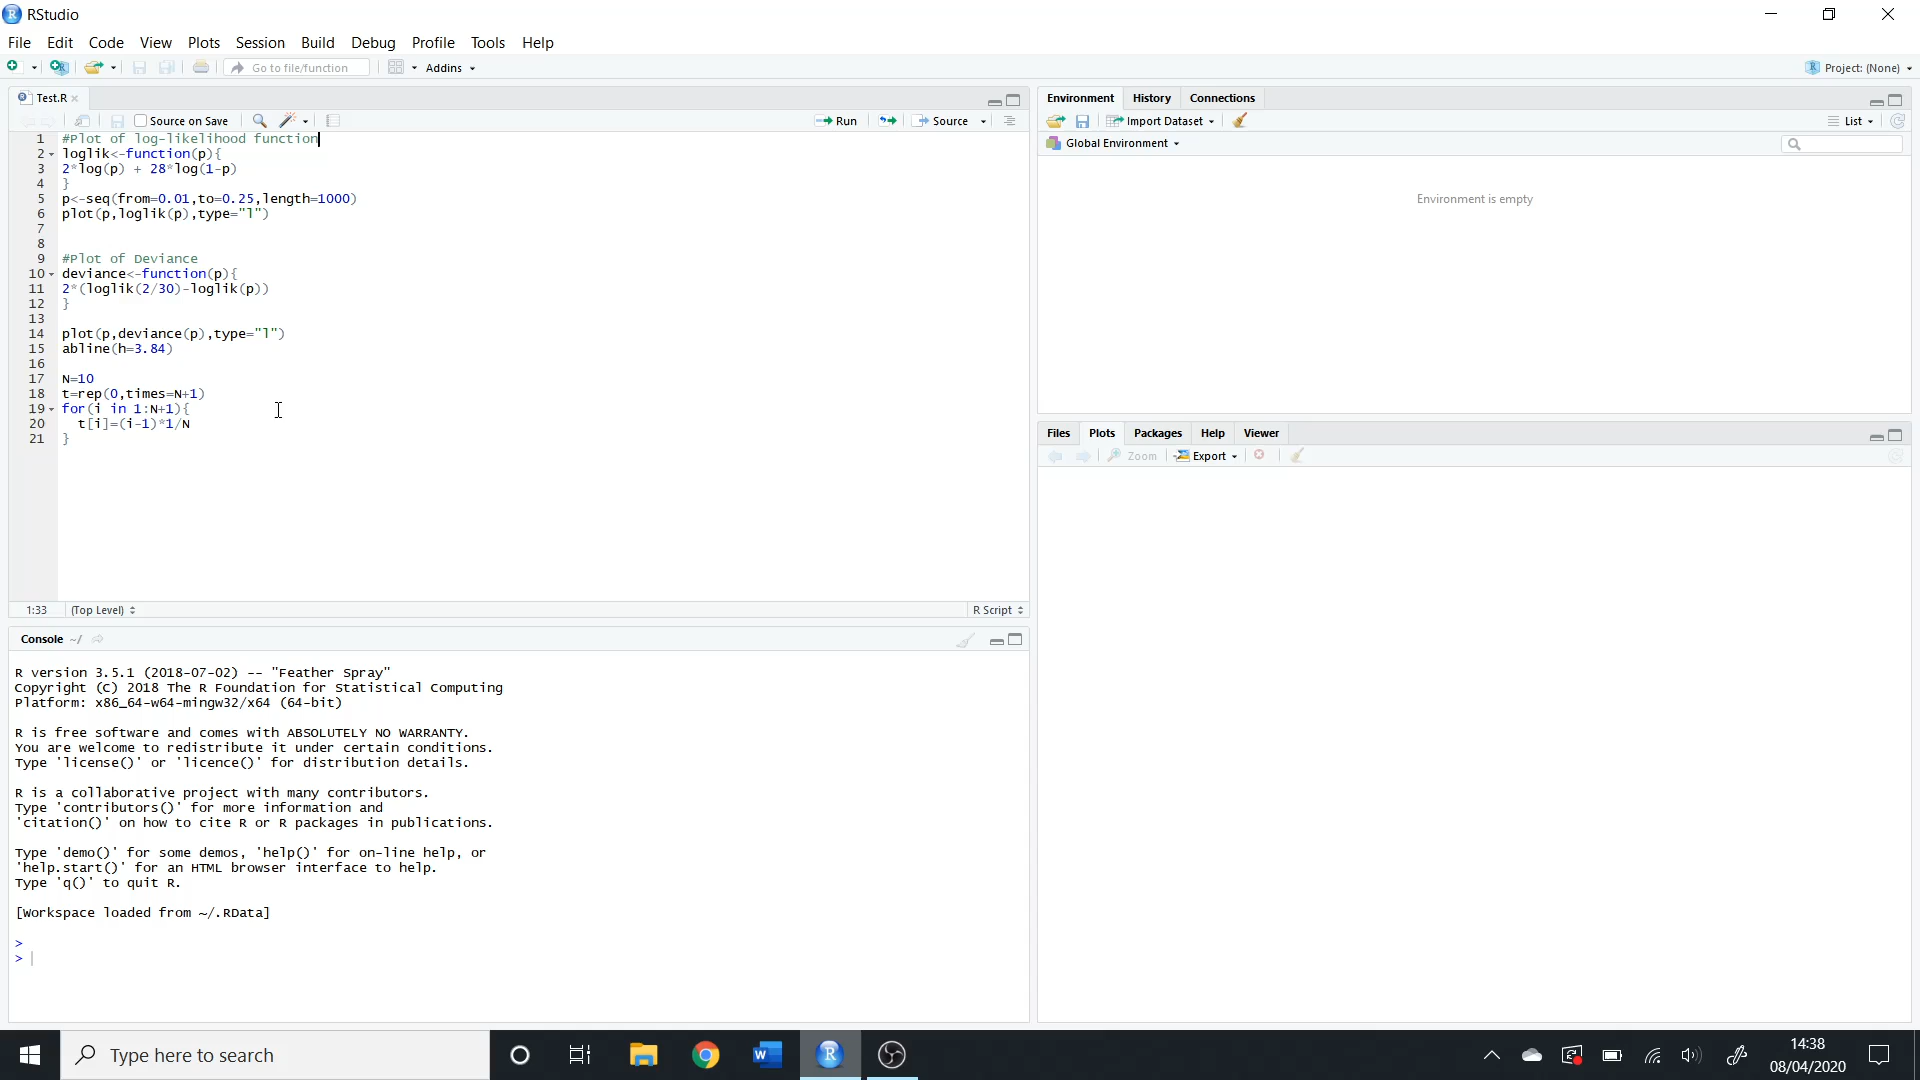 RStudio
File Edit Code View Plots Session Build Debug Profile Tools Help
Go to file/function Addins Project: (None)
Test.R
Source on Save Run Source
1 #Plot of log-likelihood function
2 loglik<-function(p){
3 2*log(p) + 28*log(1-p)
4 }
5 p<-seq(from=0.01,to=0.25,length=1000)
6 plot(p,loglik(p),type="l")
7
8
9 #Plot of Deviance
10 deviance<-function(p){
11 2*(loglik(2/30)-loglik(p))
12 }
13
14 plot(p,deviance(p),type="l")
15 abline(h=3.84)
16
17 N=10
18 t=rep(0,times=N+1)
19 for(i in 1:N+1){
20   t[i]=(i-1)*1/N
21 }
1:33 (Top Level) R Script
Console ~/
R version 3.5.1 (2018-07-02) -- "Feather Spray"
Copyright (C) 2018 The R Foundation for Statistical Computing
Platform: x86_64-w64-mingw32/x64 (64-bit)
R is free software and comes with ABSOLUTELY NO WARRANTY.
You are welcome to redistribute it under certain conditions.
Type 'license()' or 'licence()' for distribution details.
R is a collaborative project with many contributors.
Type 'contributors()' for more information and
'citation()' on how to cite R or R packages in publications.
Type 'demo()' for some demos, 'help()' for on-line help, or
'help.start()' for an HTML browser interface to help.
Type 'q()' to quit R.
[Workspace loaded from ~/.RData]
>
>
Environment History Connections
Import Dataset List
Global Environment
Environment is empty
Files Plots Packages Help Viewer
Zoom Export
Type here to search
14:38
08/04/2020